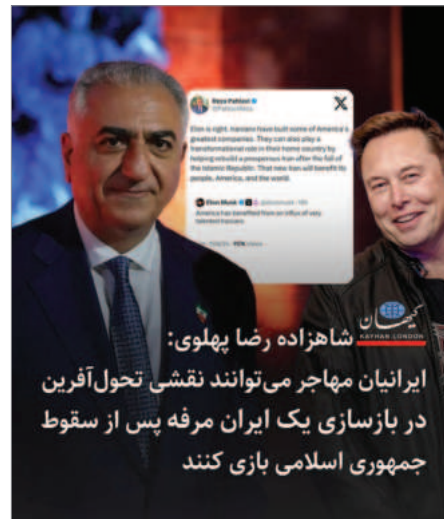 Reza Pahlavi
@PahlaviReza
X
Elon is right. Iranians have built some of America's
greatest companies. They can also play a
transformational role in their home country by
helping rebuild a prosperous Iran after the fall of
the Islamic Republic. That new Iran will benefit its
people, America, and the world.
Elon Musk
America has benefited from an influx of very
talented Iranians
کیهان
KAYHAN LONDON
شاهزاده رضا پهلوی:
ایرانیان مهاجر می‌توانند نقشی تحول‌آفرین
در بازسازی یک ایران مرفه پس از سقوط
جمهوری اسلامی بازی کنند